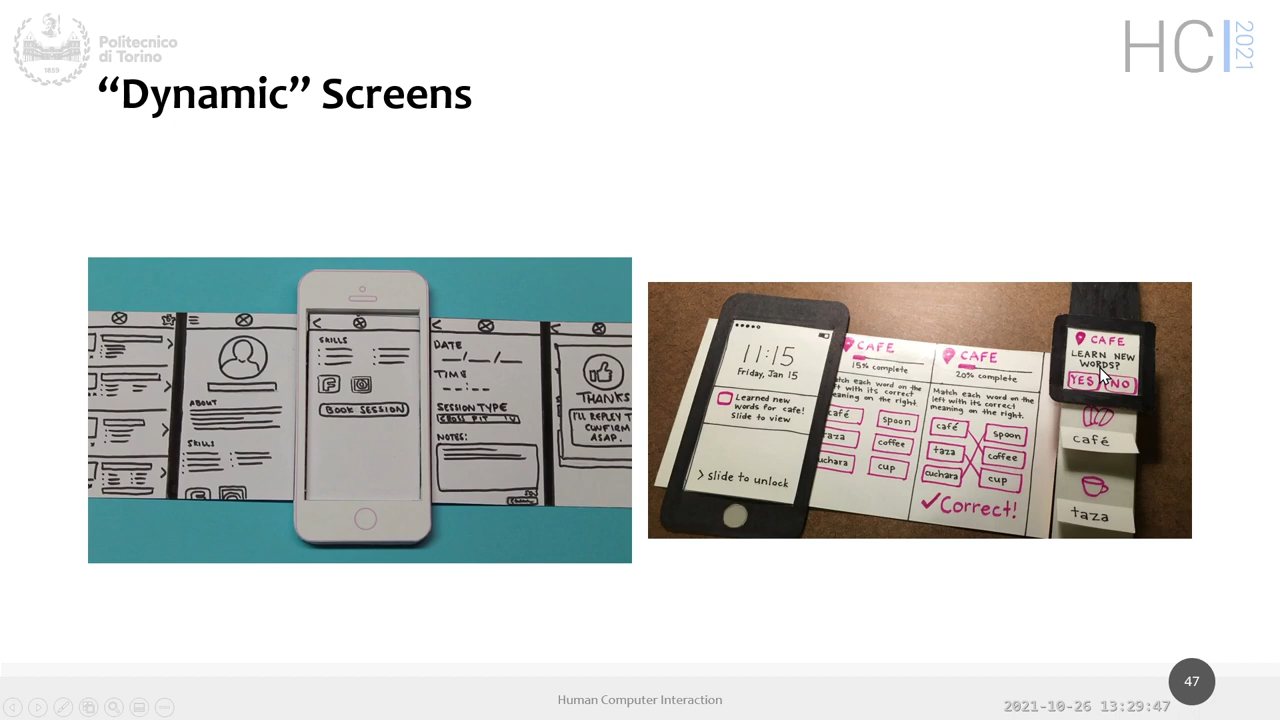 Politecnico
di Torino
1859
HCI
2021
“Dynamic” Screens
ABOUT
SKILLS
SKILLS
BOOK SESSION
DATE
TIME
SESSION TYPE
CROSS FIT
NOTES:
THANKS
I'LL REPLY T
CONFIRM
ASAP.
11:15
Friday, Jan 15
Learned new
words for cafe!
Slide to view
> slide to unlock
CAFE
15% complete
atch each word on the
left with its correct
meaning on the right.
café
spoon
taza
coffee
uchara
cup
CAFE
20% complete
Match each word on the
left with its correct
meaning on the right.
café
spoon
taza
coffee
cuchara
cup
✓Correct!
CAFE
LEARN NEW
WORDS?
YES NO
café
taza
47
Human Computer Interaction
2021-10-26 13:29:47